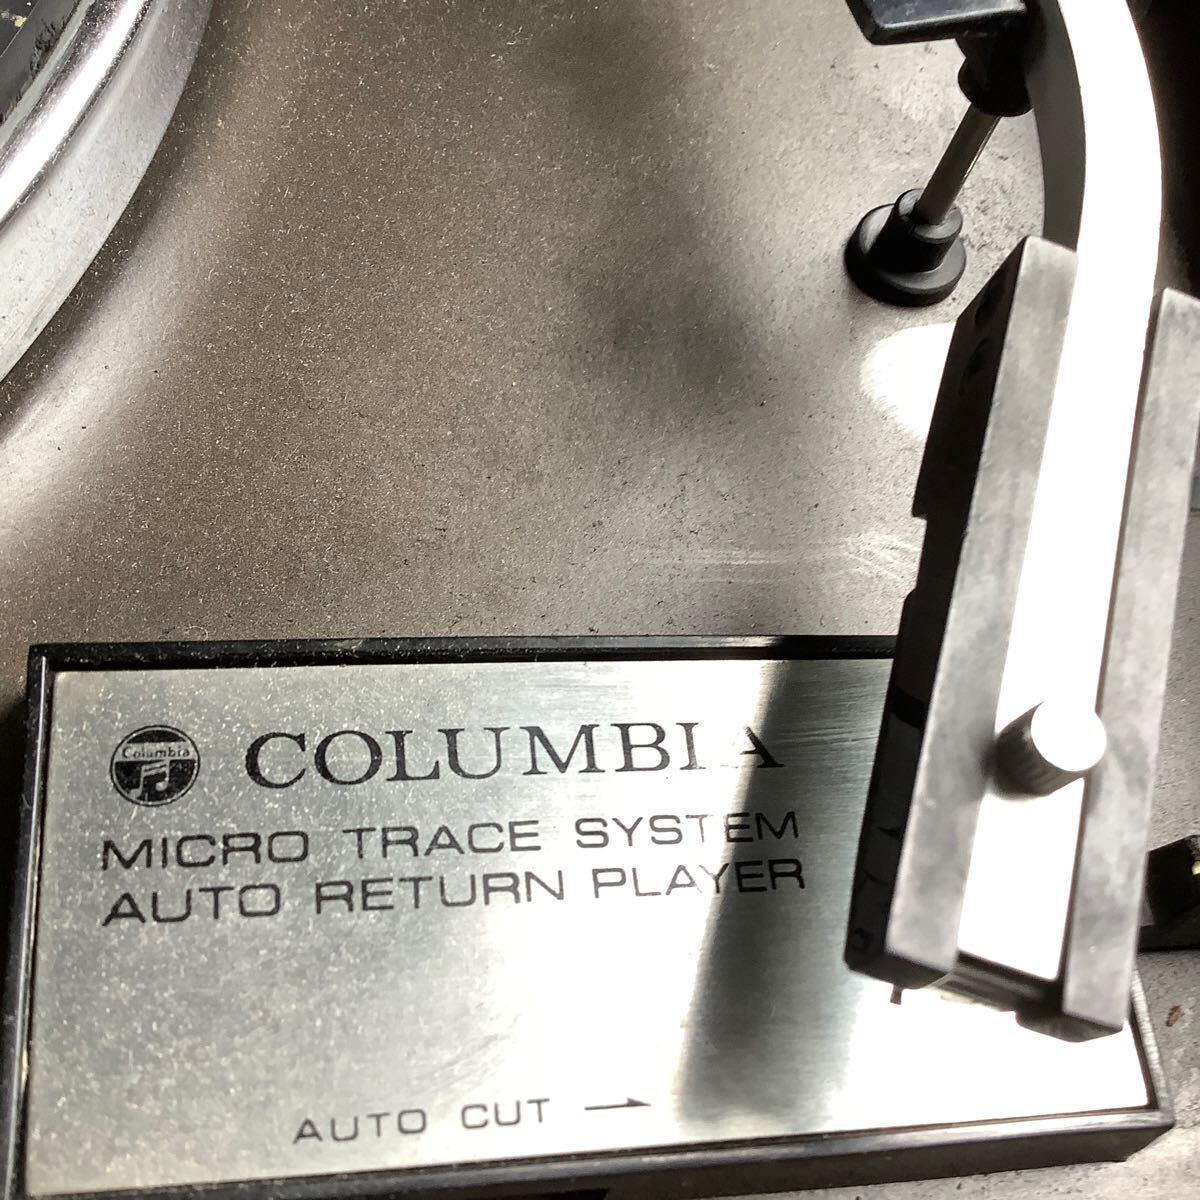 Columbia
COLUMBIA
MICRO TRACE SYSTEM
AUTO RETURN PLAYER
AUTO CUT →